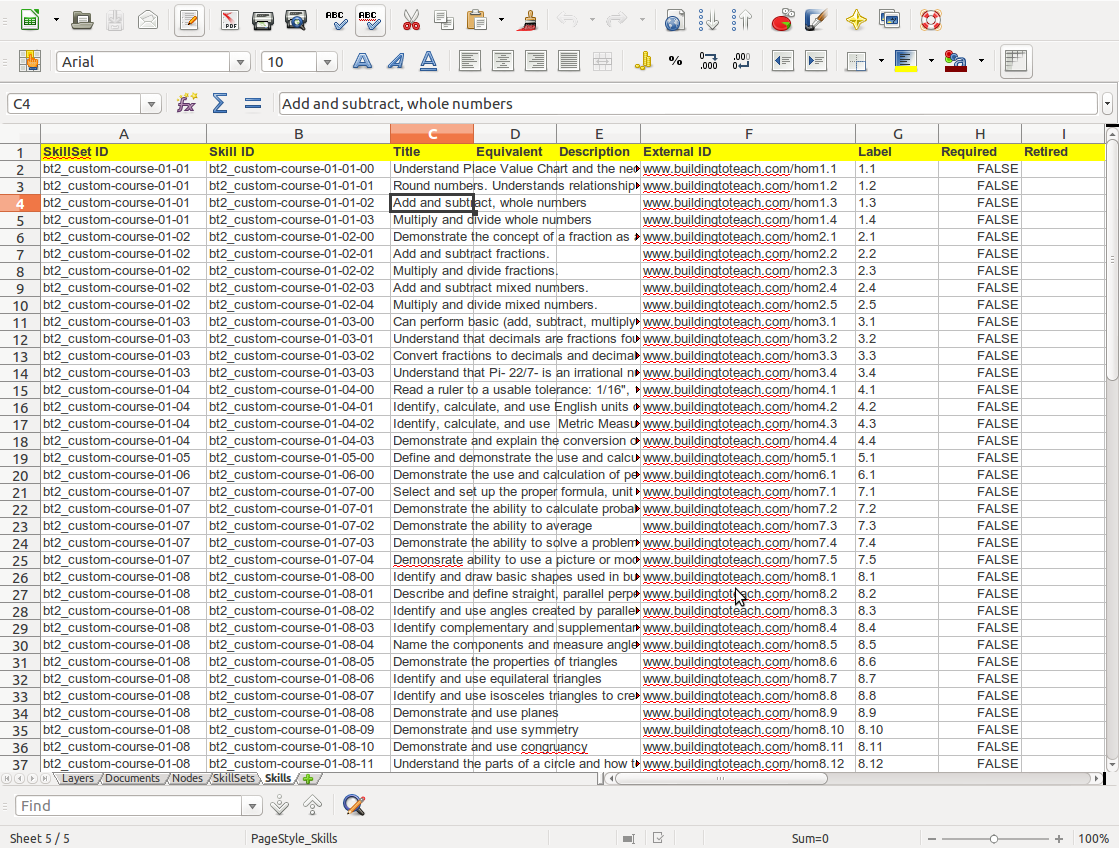 PDF ABC ABC
Arial 10 A A A % .000 .000
C4 fx Σ = Add and subtract, whole numbers
A B C D E F G H I
1 SkillSet ID Skill ID Title Equivalent Description External ID Label Required Retired
2 bt2_custom-course-01-01 bt2_custom-course-01-01-00 Understand Place Value Chart and the www.buildingtoteach.com/hom1.1 1.1 FALSE
3 bt2_custom-course-01-01 bt2_custom-course-01-01-01 Round numbers. Understands relationship www.buildingtoteach.com/hom1.2 1.2 FALSE
4 bt2_custom-course-01-01 bt2_custom-course-01-01-02 Add and subtract, whole numbers www.buildingtoteach.com/hom1.3 1.3 FALSE
5 bt2_custom-course-01-01 bt2_custom-course-01-01-03 Multiply and divide whole numbers www.buildingtoteach.com/hom1.4 1.4 FALSE
6 bt2_custom-course-01-02 bt2_custom-course-01-02-00 Demonstrate the concept of a fraction as www.buildingtoteach.com/hom2.1 2.1 FALSE
7 bt2_custom-course-01-02 bt2_custom-course-01-02-01 Add and subtract fractions. www.buildingtoteach.com/hom2.2 2.2 FALSE
8 bt2_custom-course-01-02 bt2_custom-course-01-02-02 Multiply and divide fractions. www.buildingtoteach.com/hom2.3 2.3 FALSE
9 bt2_custom-course-01-02 bt2_custom-course-01-02-03 Add and subtract mixed numbers. www.buildingtoteach.com/hom2.4 2.4 FALSE
10 bt2_custom-course-01-02 bt2_custom-course-01-02-04 Multiply and divide mixed numbers. www.buildingtoteach.com/hom2.5 2.5 FALSE
11 bt2_custom-course-01-03 bt2_custom-course-01-03-00 Can perform basic (add, subtract, multiply www.buildingtoteach.com/hom3.1 3.1 FALSE
12 bt2_custom-course-01-03 bt2_custom-course-01-03-01 Understand that decimals are fractions fou www.buildingtoteach.com/hom3.2 3.2 FALSE
13 bt2_custom-course-01-03 bt2_custom-course-01-03-02 Convert fractions to decimals and decima www.buildingtoteach.com/hom3.3 3.3 FALSE
14 bt2_custom-course-01-03 bt2_custom-course-01-03-03 Understand that Pi- 22/7- is an irrational n www.buildingtoteach.com/hom3.4 3.4 FALSE
15 bt2_custom-course-01-04 bt2_custom-course-01-04-00 Read a ruler to a usable tolerance: 1/16", www.buildingtoteach.com/hom4.1 4.1 FALSE
16 bt2_custom-course-01-04 bt2_custom-course-01-04-01 Identify, calculate, and use English units www.buildingtoteach.com/hom4.2 4.2 FALSE
17 bt2_custom-course-01-04 bt2_custom-course-01-04-02 Identify, calculate, and use Metric Measu www.buildingtoteach.com/hom4.3 4.3 FALSE
18 bt2_custom-course-01-04 bt2_custom-course-01-04-03 Demonstrate and explain the conversion www.buildingtoteach.com/hom4.4 4.4 FALSE
19 bt2_custom-course-01-05 bt2_custom-course-01-05-00 Define and demonstrate the use and calcu www.buildingtoteach.com/hom5.1 5.1 FALSE
20 bt2_custom-course-01-06 bt2_custom-course-01-06-00 Demonstrate the use and calculation of pe www.buildingtoteach.com/hom6.1 6.1 FALSE
21 bt2_custom-course-01-07 bt2_custom-course-01-07-00 Select and set up the proper formula, unit www.buildingtoteach.com/hom7.1 7.1 FALSE
22 bt2_custom-course-01-07 bt2_custom-course-01-07-01 Demonstrate the ability to calculate probal www.buildingtoteach.com/hom7.2 7.2 FALSE
23 bt2_custom-course-01-07 bt2_custom-course-01-07-02 Demonstrate the ability to average www.buildingtoteach.com/hom7.3 7.3 FALSE
24 bt2_custom-course-01-07 bt2_custom-course-01-07-03 Demonstrate the ability to solve a problem www.buildingtoteach.com/hom7.4 7.4 FALSE
25 bt2_custom-course-01-07 bt2_custom-course-01-07-04 Demonsrate ability to use a picture or moc www.buildingtoteach.com/hom7.5 7.5 FALSE
26 bt2_custom-course-01-08 bt2_custom-course-01-08-00 Identify and draw basic shapes used in bu www.buildingtoteach.com/hom8.1 8.1 FALSE
27 bt2_custom-course-01-08 bt2_custom-course-01-08-01 Describe and define straight, parallel perp www.buildingtoteach.com/hom8.2 8.2 FALSE
28 bt2_custom-course-01-08 bt2_custom-course-01-08-02 Identify and use angles created by paralle www.buildingtoteach.com/hom8.3 8.3 FALSE
29 bt2_custom-course-01-08 bt2_custom-course-01-08-03 Identify complementary and supplementar www.buildingtoteach.com/hom8.4 8.4 FALSE
30 bt2_custom-course-01-08 bt2_custom-course-01-08-04 Name the components and measure angle www.buildingtoteach.com/hom8.5 8.5 FALSE
31 bt2_custom-course-01-08 bt2_custom-course-01-08-05 Demonstrate the properties of triangles www.buildingtoteach.com/hom8.6 8.6 FALSE
32 bt2_custom-course-01-08 bt2_custom-course-01-08-06 Identify and use equilateral triangles www.buildingtoteach.com/hom8.7 8.7 FALSE
33 bt2_custom-course-01-08 bt2_custom-course-01-08-07 Identify and use isosceles triangles to cre www.buildingtoteach.com/hom8.8 8.8 FALSE
34 bt2_custom-course-01-08 bt2_custom-course-01-08-08 Demonstrate and use planes www.buildingtoteach.com/hom8.9 8.9 FALSE
35 bt2_custom-course-01-08 bt2_custom-course-01-08-09 Demonstrate and use symmetry www.buildingtoteach.com/hom8.10 8.10 FALSE
36 bt2_custom-course-01-08 bt2_custom-course-01-08-10 Demonstrate and use congruancy www.buildingtoteach.com/hom8.11 8.11 FALSE
37 bt2_custom-course-01-08 bt2_custom-course-01-08-11 Understand the parts of a circle and how t www.buildingtoteach.com/hom8.12 8.12 FALSE
Layers Documents Nodes SkillSets Skills
Find
Sheet 5 / 5 PageStyle_Skills Sum=0 100%